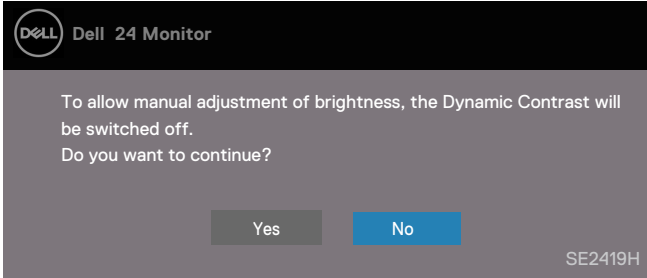 DELL Dell 24 Monitor
To allow manual adjustment of brightness, the Dynamic Contrast will
be switched off.
Do you want to continue?
Yes No
SE2419H